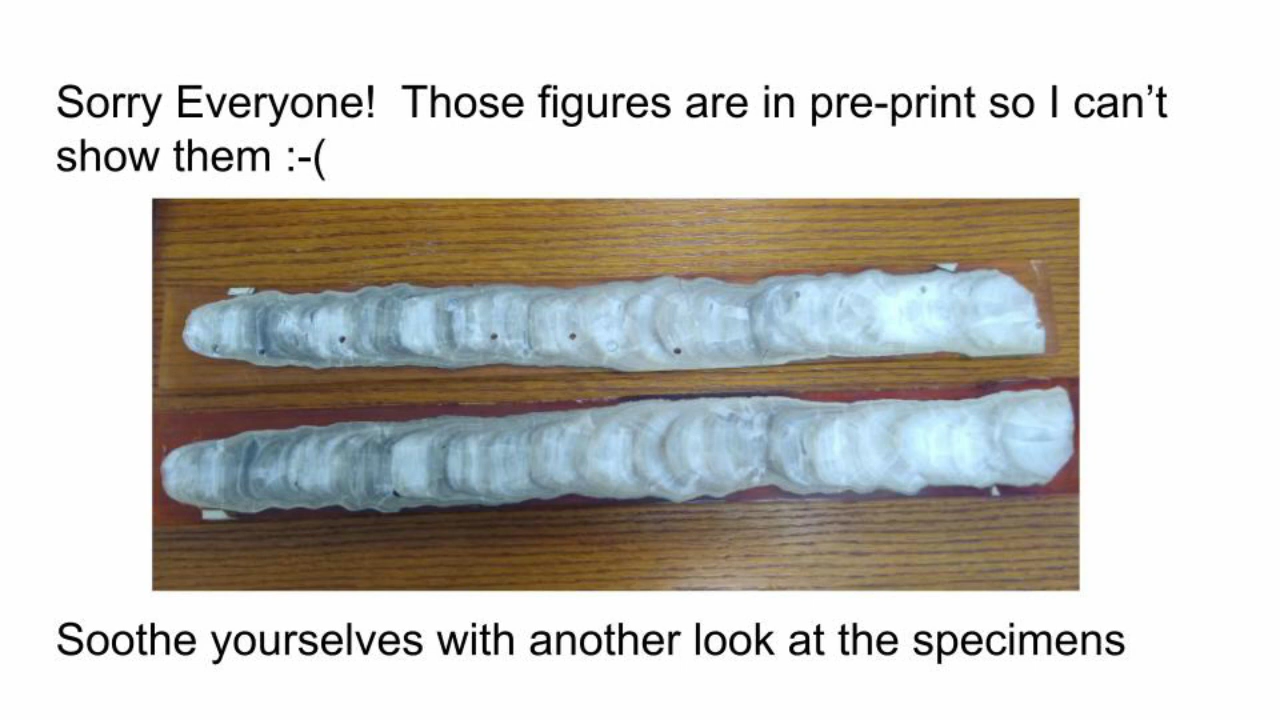 Sorry Everyone!  Those figures are in pre-print so I can’t
show them :-(
Soothe yourselves with another look at the specimens